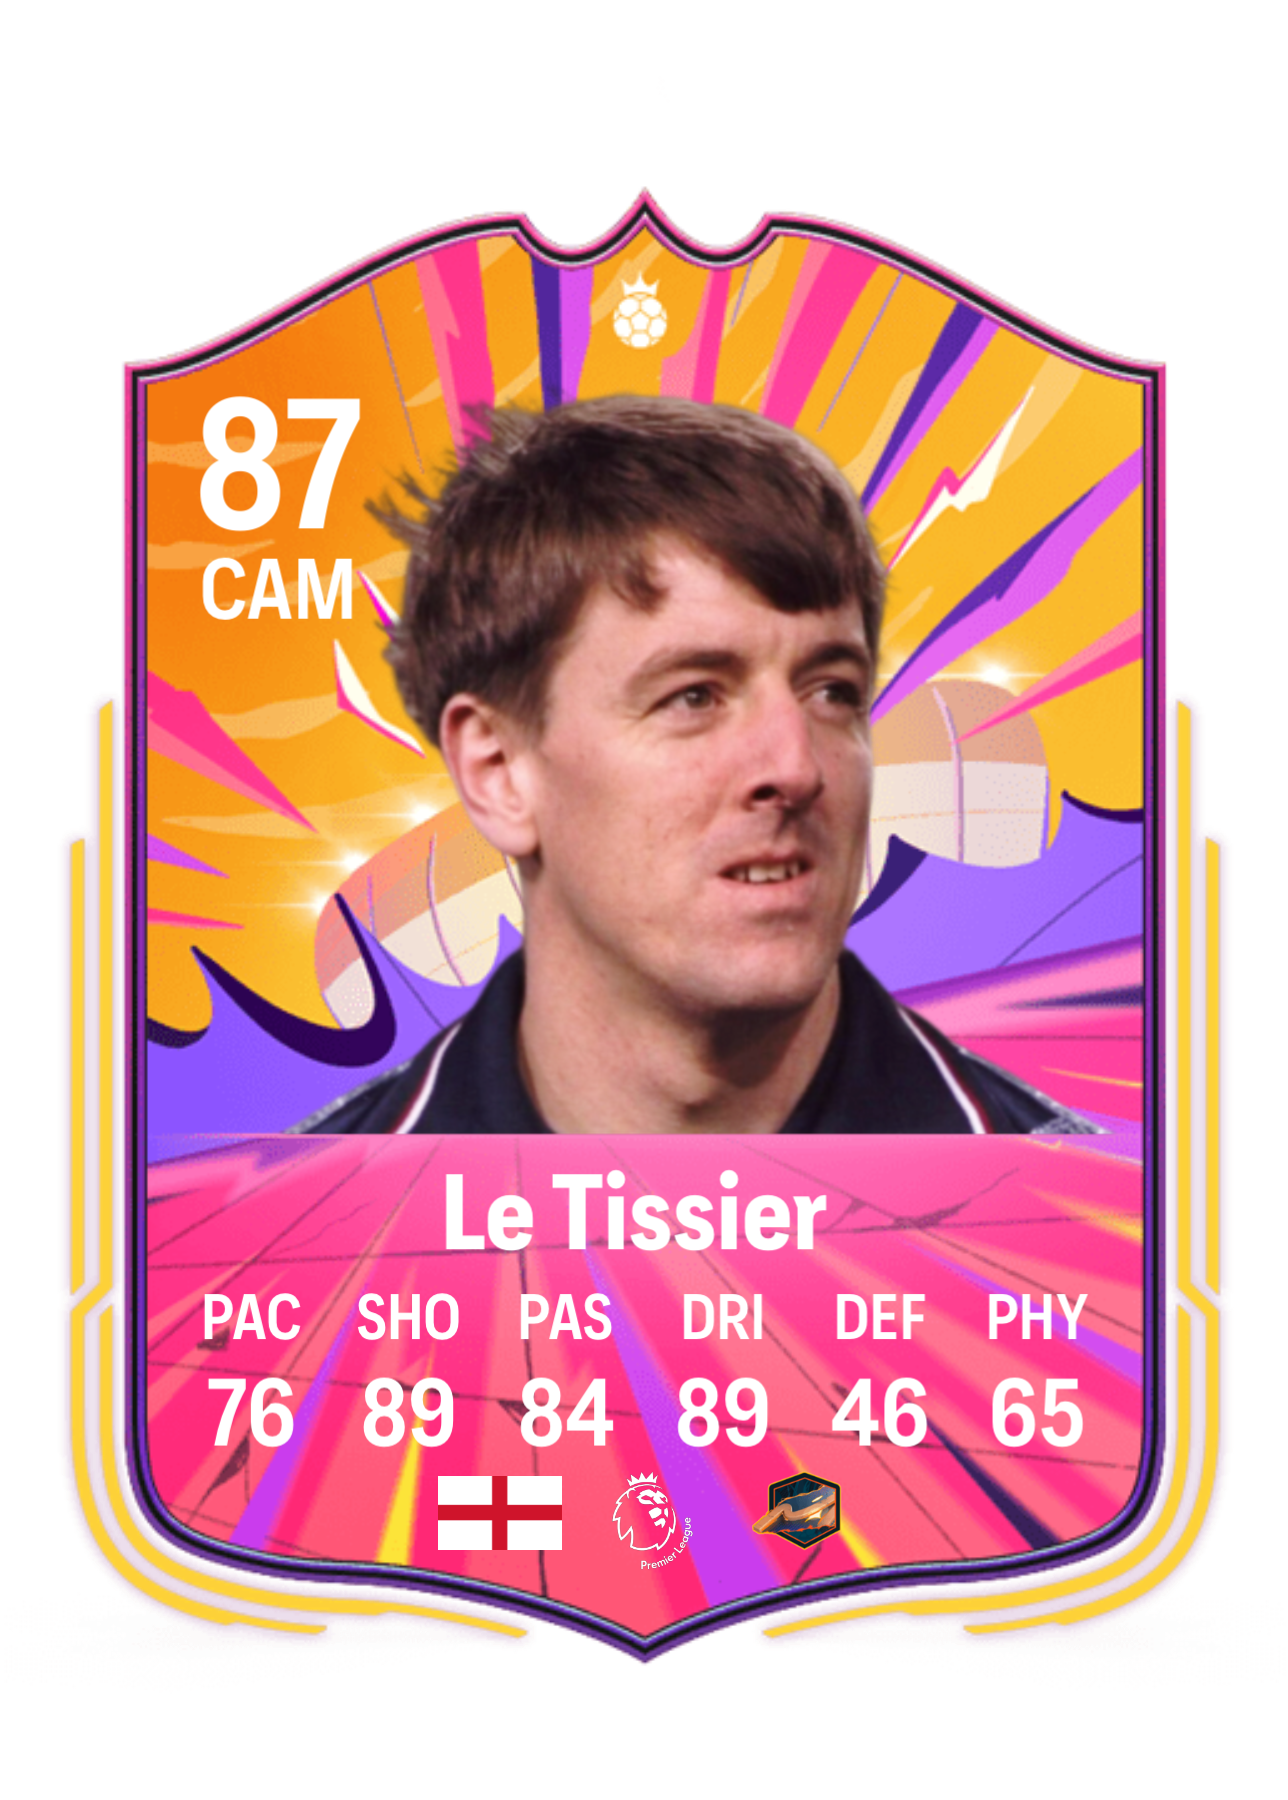 87
CAM
Le Tissier
PAC SHO PAS DRI DEF PHY
76 89 84 89 46 65
Premier League